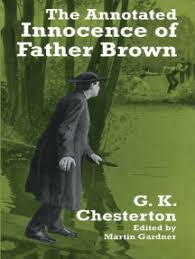 The Annotated
Innocence of
Father Brown
G. K.
Chesterton
Edited by
Martin Gardner